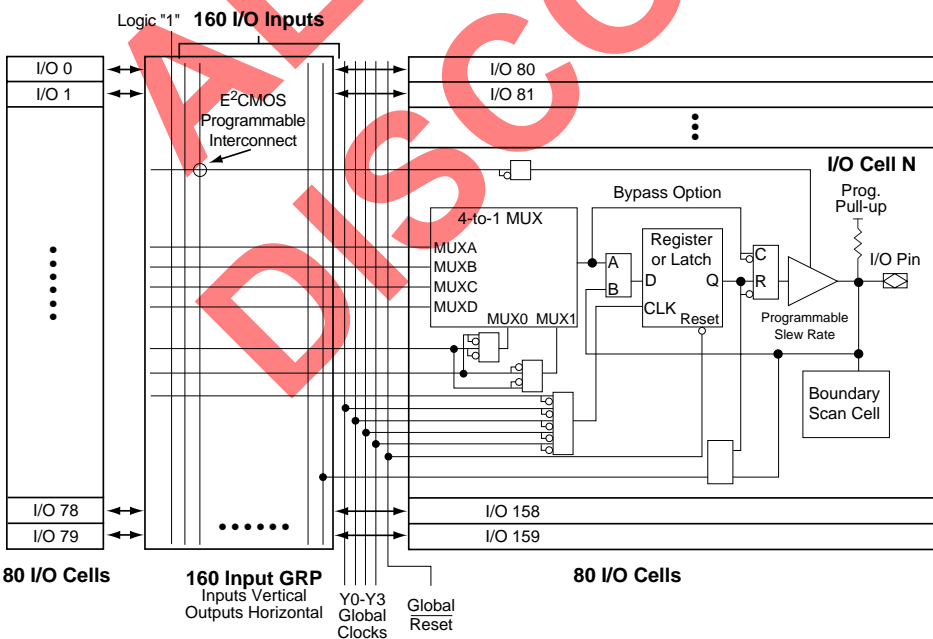 Logic "1" 160 I/O Inputs
I/O 0
I/O 1
I/O 78
I/O 79
80 I/O Cells
E²CMOS
Programmable
Interconnect
160 Input GRP
Inputs Vertical
Outputs Horizontal
Y0-Y3
Global
Clocks
Global
Reset
I/O 80
I/O 81
I/O Cell N
Bypass Option
Prog.
Pull-up
I/O Pin
4-to-1 MUX
MUXA
MUXB
MUXC
MUXD
MUX0 MUX1
A
B
Register
or Latch
D Q
CLK
Reset
C
R
Programmable
Slew Rate
Boundary
Scan Cell
I/O 158
I/O 159
80 I/O Cells
AL
DISCO